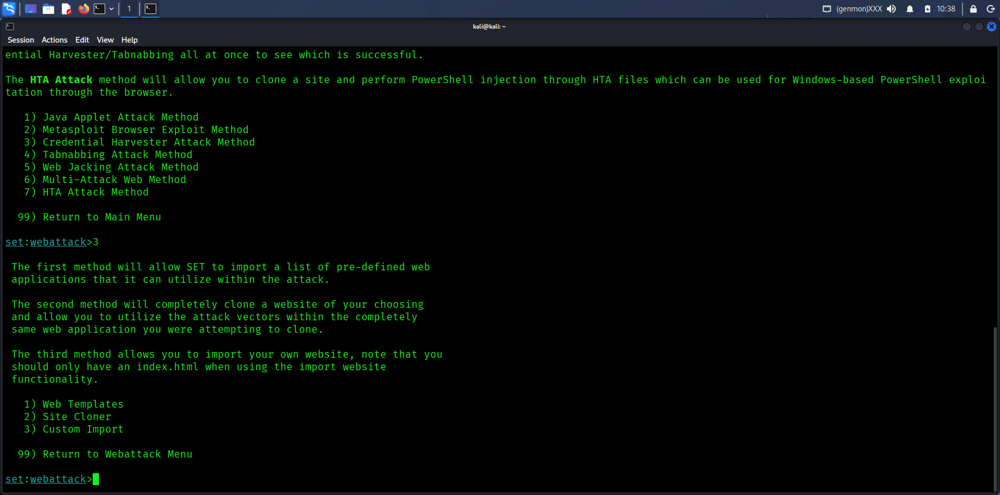 1
(genmon)XXX
10:38
kali@kali: ~
Session Actions Edit View Help
ential Harvester/Tabnabbing all at once to see which is successful.
The HTA Attack method will allow you to clone a site and perform PowerShell injection through HTA files which can be used for Windows-based PowerShell exploi
tation through the browser.
1) Java Applet Attack Method
2) Metasploit Browser Exploit Method
3) Credential Harvester Attack Method
4) Tabnabbing Attack Method
5) Web Jacking Attack Method
6) Multi-Attack Web Method
7) HTA Attack Method
99) Return to Main Menu
set:webattack>3
The first method will allow SET to import a list of pre-defined web
applications that it can utilize within the attack.
The second method will completely clone a website of your choosing
and allow you to utilize the attack vectors within the completely
same web application you were attempting to clone.
The third method allows you to import your own website, note that you
should only have an index.html when using the import website
functionality.
1) Web Templates
2) Site Cloner
3) Custom Import
99) Return to Webattack Menu
set:webattack>